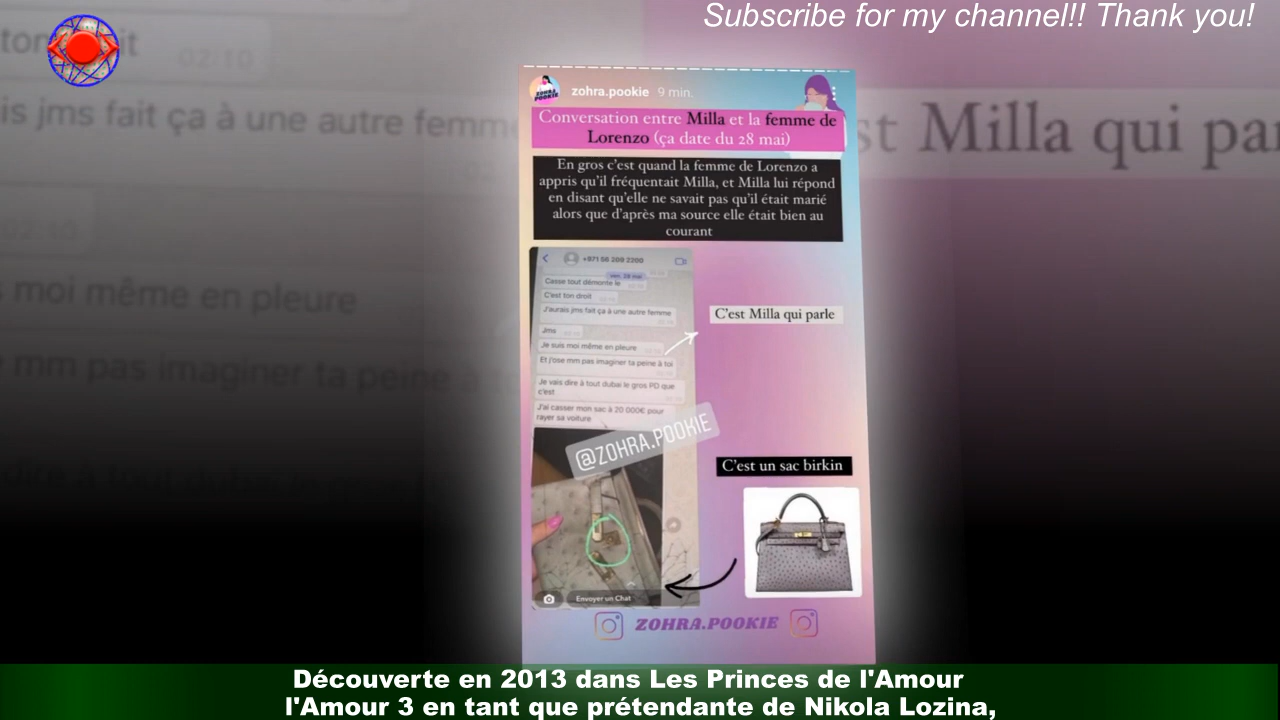 Subscribe for my channel!! Thank you!
is jms fait ça à une autre femme
st Milla qui pa
moi même en pleure
mm pas imaginer ta peine à
zohra.pookie 9 min.
Conversation entre Milla et la femme de
Lorenzo (ça date du 28 mai)
En gros c'est quand la femme de Lorenzo a
appris qu'il fréquentait Milla, et Milla lui répond
en disant qu'elle ne savait pas qu'il était marié
alors que d'après ma source elle était bien au
courant
+971 56 269 2200
ven. 28 mai
Casse tout démonte le
C'est ton droit
J'aurais jms fait ça à une autre femme
Jms
Je suis moi même en pleure
Et j'ose mm pas imaginer ta peine à toi
Je vais dire à tout dubai le gros PD que
c'est
J'ai casser mon sac à 20 000€ pour
rayer sa voiture
C'est Milla qui parle
@ZOHRA.POOKIE
C'est un sac birkin
Envoyer un Chat
ZOHRA.POOKIE
Découverte en 2013 dans Les Princes de l'Amour
l'Amour 3 en tant que prétendante de Nikola Lozina,